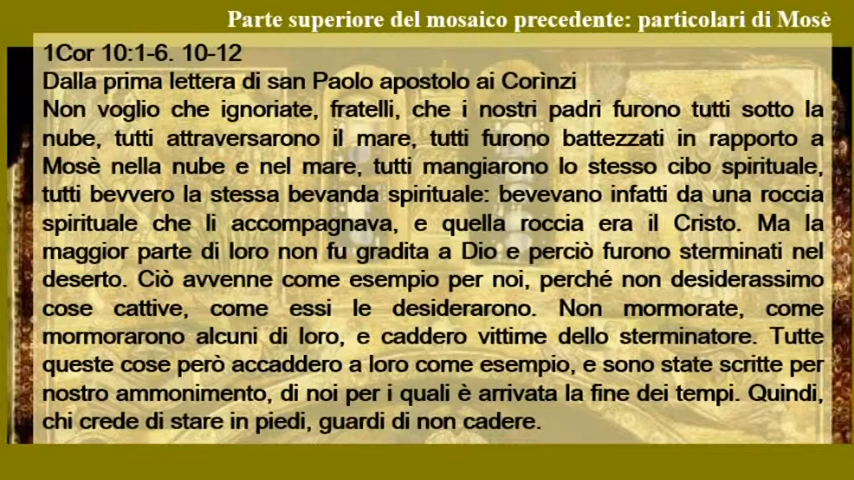 Parte superiore del mosaico precedente: particolari di Mosè
1Cor 10:1-6. 10-12
Dalla prima lettera di san Paolo apostolo ai Corìnzi
Non voglio che ignoriate, fratelli, che i nostri padri furono tutti sotto la
nube, tutti attraversarono il mare, tutti furono battezzati in rapporto a
Mosè nella nube e nel mare, tutti mangiarono lo stesso cibo spirituale,
tutti bevvero la stessa bevanda spirituale: bevevano infatti da una roccia
spirituale che li accompagnava, e quella roccia era il Cristo. Ma la
maggior parte di loro non fu gradita a Dio e perciò furono sterminati nel
deserto. Ciò avvenne come esempio per noi, perché non desiderassimo
cose cattive, come essi le desiderarono. Non mormorate, come
mormorarono alcuni di loro, e caddero vittime dello sterminatore. Tutte
queste cose però accaddero a loro come esempio, e sono state scritte per
nostro ammonimento, di noi per i quali è arrivata la fine dei tempi. Quindi,
chi crede di stare in piedi, guardi di non cadere.